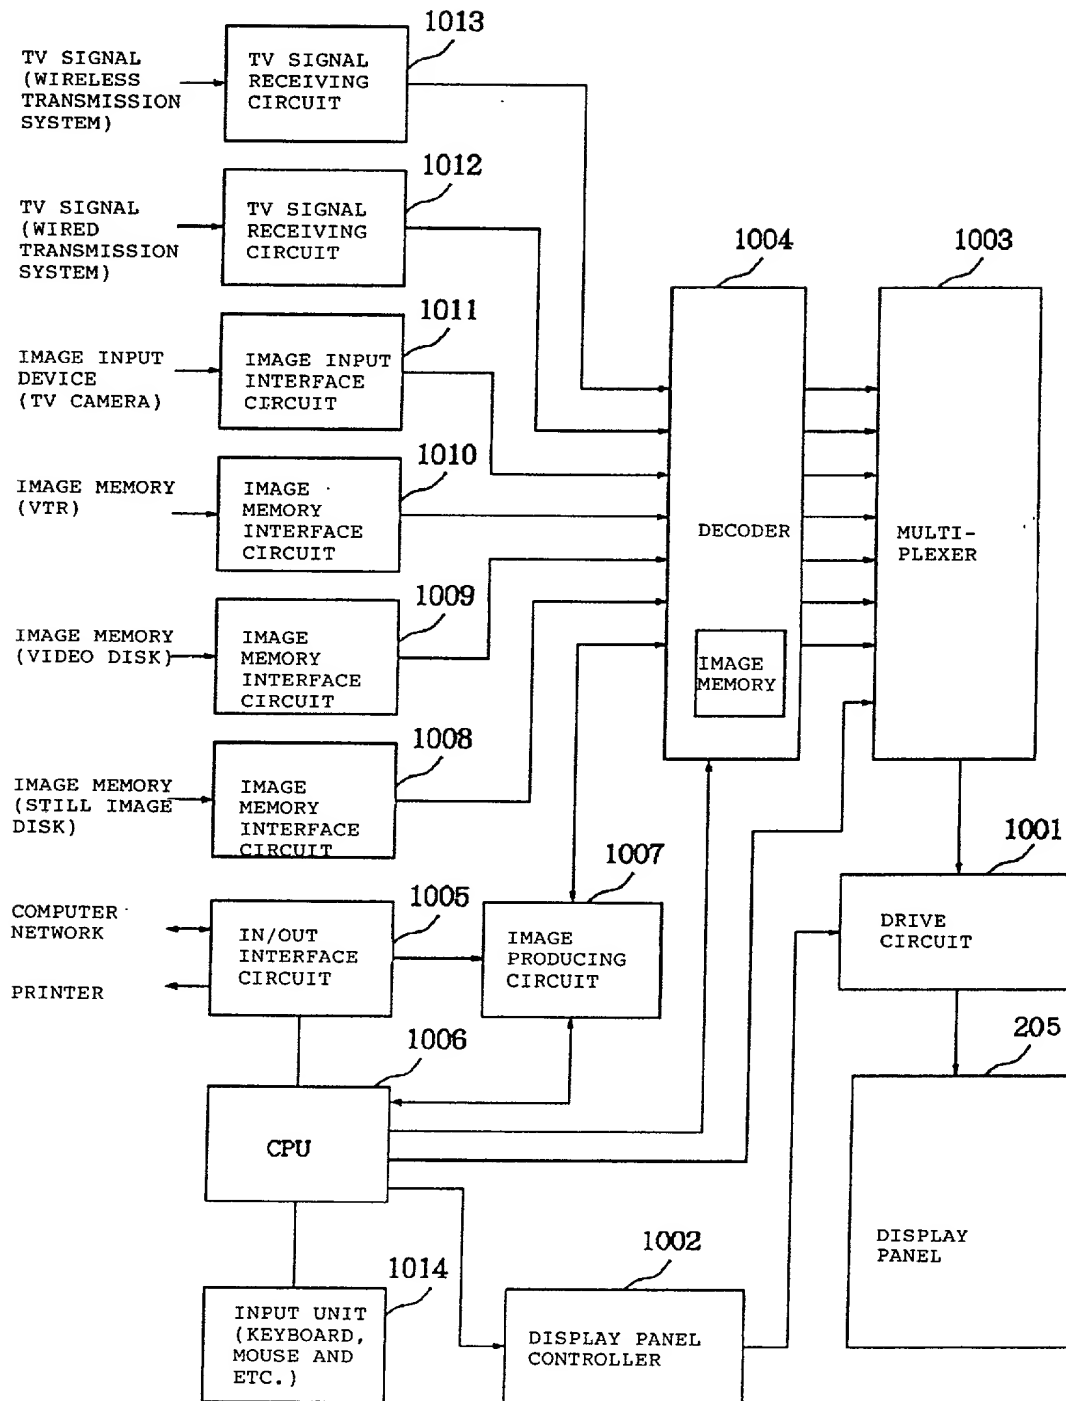 1013
TV SIGNAL
(WIRELESS
TRANSMISSION
SYSTEM)
TV SIGNAL
RECEIVING
CIRCUIT
1012
TV SIGNAL
(WIRED
TRANSMISSION
SYSTEM)
TV SIGNAL
RECEIVING
CIRCUIT
1004
1003
1011
IMAGE INPUT
DEVICE
(TV CAMERA)
IMAGE INPUT
INTERFACE
CIRCUIT
1010
IMAGE MEMORY
(VTR)
IMAGE
MEMORY
INTERFACE
CIRCUIT
DECODER
MULTI-
PLEXER
1009
IMAGE MEMORY
(VIDEO DISK)
IMAGE
MEMORY
INTERFACE
CIRCUIT
IMAGE
MEMORY
1008
IMAGE MEMORY
(STILL IMAGE
DISK)
IMAGE
MEMORY
INTERFACE
CIRCUIT
1007
1001
1005
COMPUTER
NETWORK
PRINTER
IN/OUT
INTERFACE
CIRCUIT
IMAGE
PRODUCING
CIRCUIT
DRIVE
CIRCUIT
1006
205
CPU
DISPLAY
PANEL
1002
1014
INPUT UNIT
(KEYBOARD,
MOUSE AND
ETC.)
DISPLAY PANEL
CONTROLLER